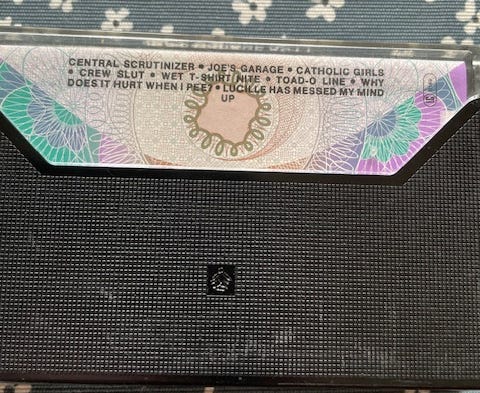 CENTRAL SCRUTINIZER • JOE'S GARAGE • CATHOLIC GIRLS
• CREW SLUT • WET T-SHIRT NITE • TOAD-O LINE • WHY
DOES IT HURT WHEN I PEE? • LUCILLE HAS MESSED MY MIND
UP